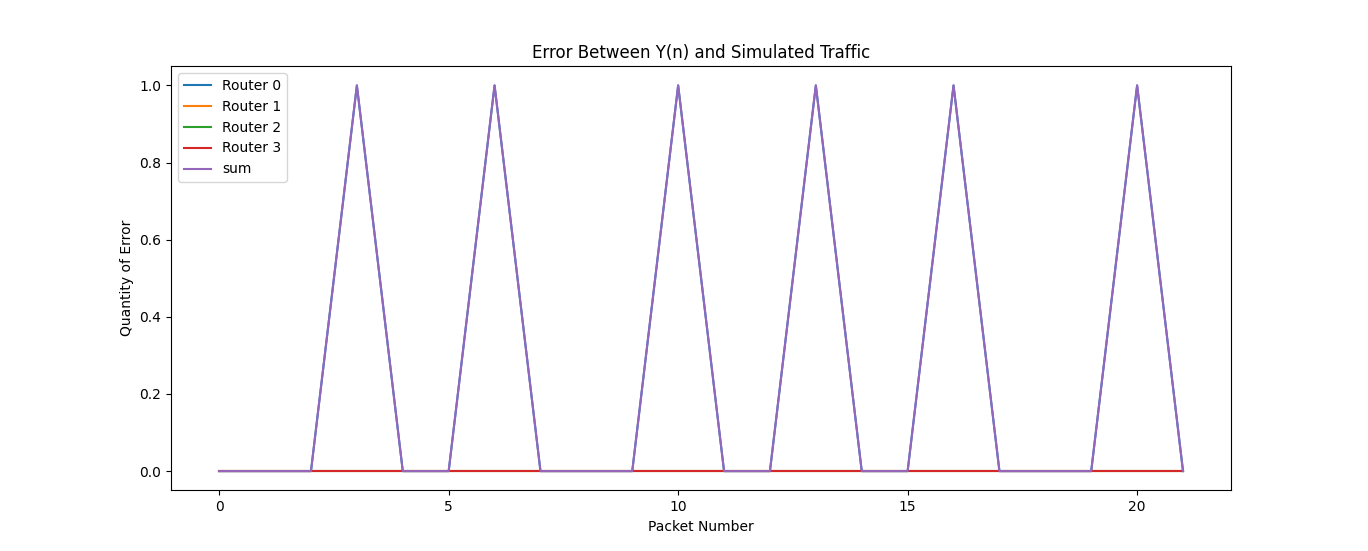 Error Between Y(n) and Simulated Traffic
Router 0
Router 1
Router 2
Router 3
sum
Quantity of Error
1.0
0.8
0.6
0.4
0.2
0.0
0 5 10 15 20
Packet Number